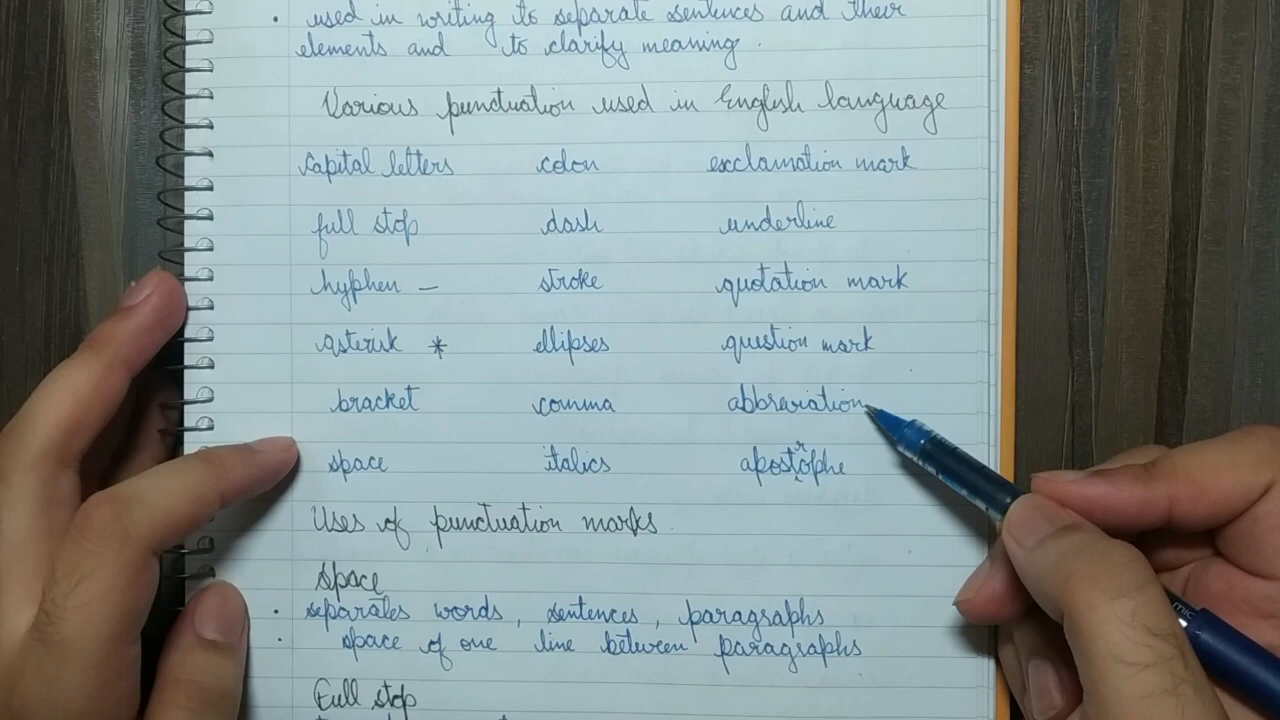 • used in writing to separate sentences and their
elements and to clarify meaning.
Various punctuation used in English language
Capital letters colon exclamation mark
full stop dash underline
hyphen — stroke quotation mark
asterisk * ellipses question mark
bracket comma abbreviation
space italics apostrophe
Uses of punctuation marks.
Space
• separates words, sentences, paragraphs
• space of one line between paragraphs
Full stop
mic